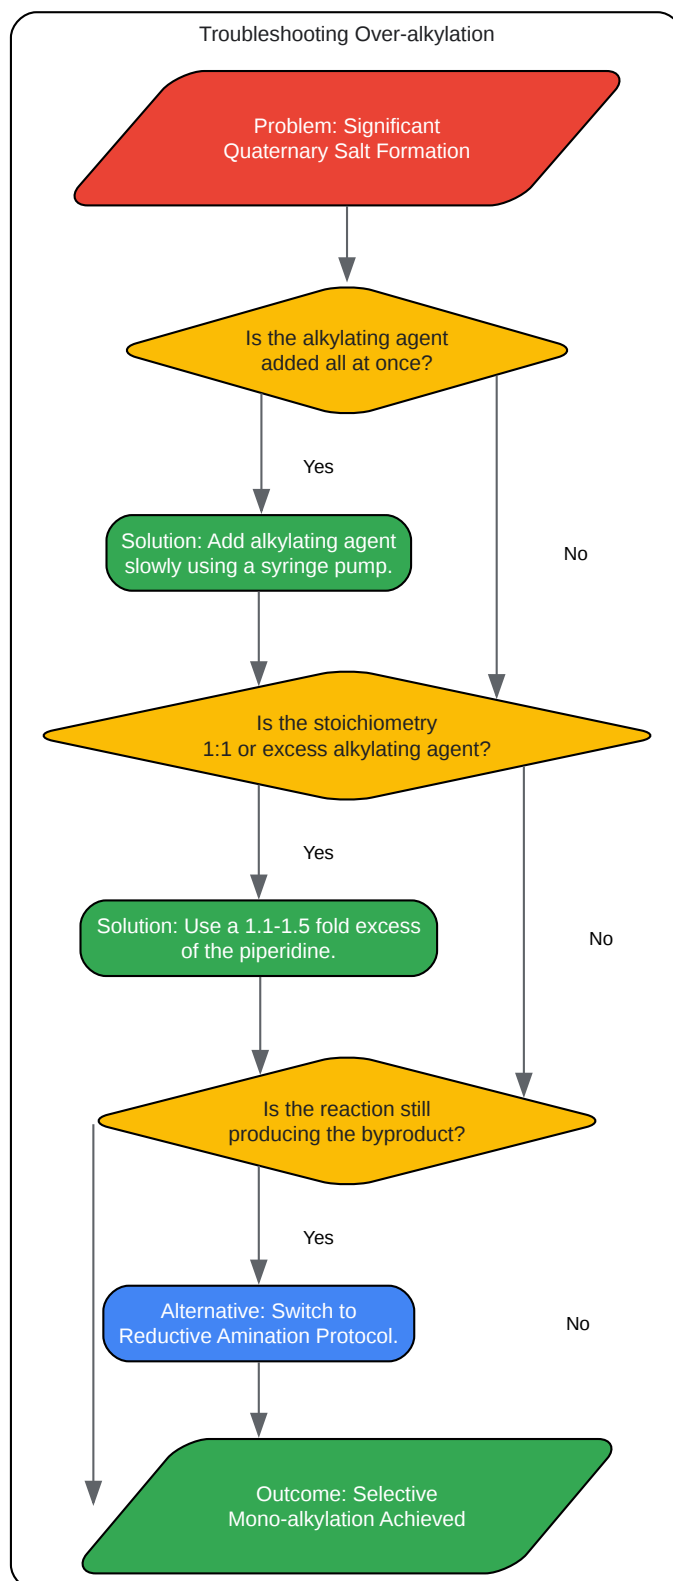 Troubleshooting Over-alkylation
Problem: Significant
Quaternary Salt Formation
Is the alkylating agent
added all at once?
Yes
Solution: Add alkylating agent
slowly using a syringe pump.
No
Is the stoichiometry
1:1 or excess alkylating agent?
Yes
Solution: Use a 1.1-1.5 fold excess
of the piperidine.
No
Is the reaction still
producing the byproduct?
Yes
Alternative: Switch to
Reductive Amination Protocol.
No
Outcome: Selective
Mono-alkylation Achieved